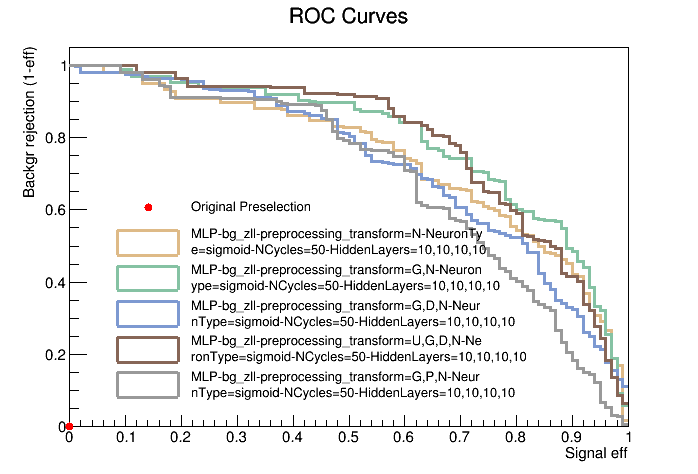 ROC Curves
Backgr rejection (1-eff)
1
0.8
0.6
0.4
0.2
0
Original Preselection
MLP-bg_zll-preprocessing_transform=N-NeuronTy
e=sigmoid-NCycles=50-HiddenLayers=10,10,10,10
MLP-bg_zll-preprocessing_transform=G,N-Neuron
ype=sigmoid-NCycles=50-HiddenLayers=10,10,10,10
MLP-bg_zll-preprocessing_transform=G,D,N-Neur
nType=sigmoid-NCycles=50-HiddenLayers=10,10,10,10
MLP-bg_zll-preprocessing_transform=U,G,D,N-Ne
ronType=sigmoid-NCycles=50-HiddenLayers=10,10,10,10
MLP-bg_zll-preprocessing_transform=G,P,N-Neur
nType=sigmoid-NCycles=50-HiddenLayers=10,10,10,10
0 0.1 0.2 0.3 0.4 0.5 0.6 0.7 0.8 0.9 1
Signal eff